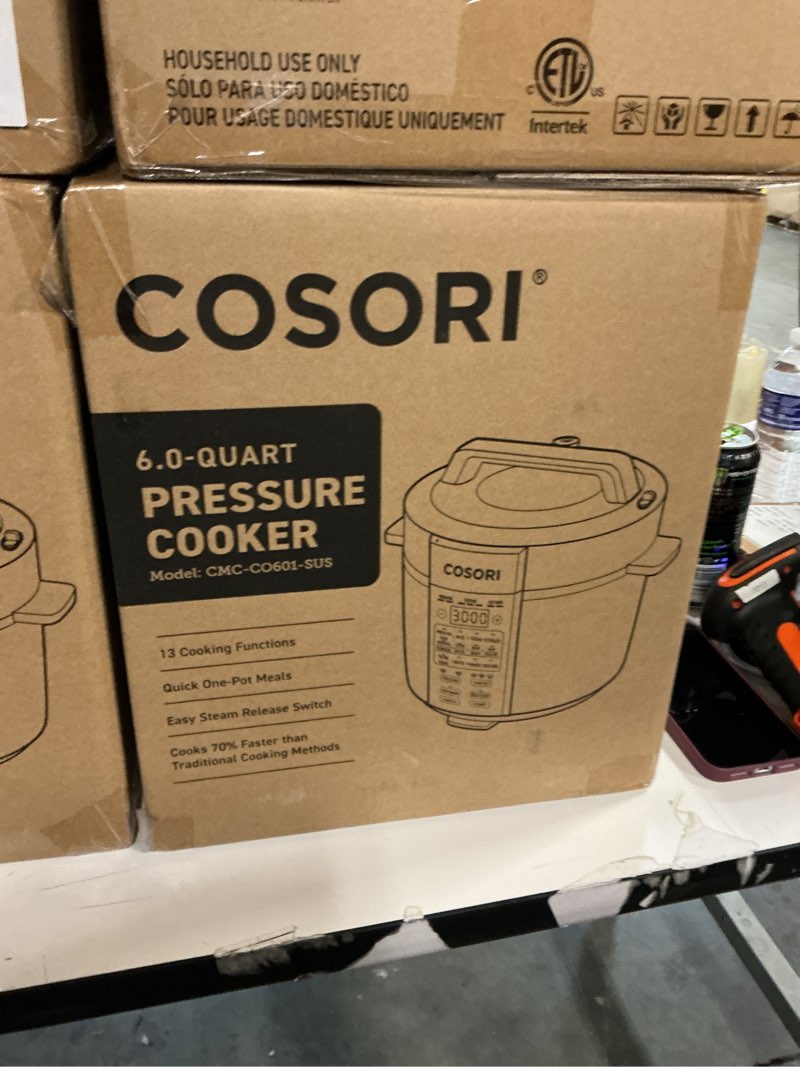 HOUSEHOLD USE ONLY
SÓLO PARA USO DOMÉSTICO
POUR USAGE DOMESTIQUE UNIQUEMENT
C ETL US
Intertek
COSORI®
6.0-QUART
PRESSURE
COOKER
Model: CMC-CO601-SUS
13 Cooking Functions
Quick One-Pot Meals
Easy Steam Release Switch
Cooks 70% Faster than
Traditional Cooking Methods
COSORI
3000